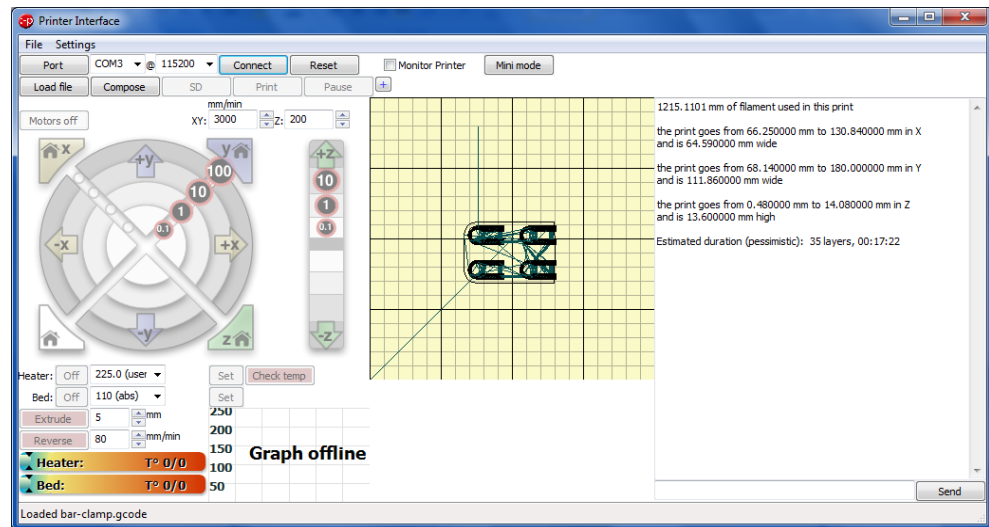 Printer Interface
File Settings
Port COM3 @ 115200 Connect Reset Monitor Printer Mini mode
Load file Compose SD Print Pause +
mm/min
Motors off XY: 3000 Z: 200
x +y y +z
100 10
10 1
1 0.1
0.1
-x +x
-y z -z
Heater: Off 225.0 (user Set Check temp
Bed: Off 110 (abs) Set
Extrude 5 mm
Reverse 80 mm/min
Heater: T° 0/0
Bed: T° 0/0
250
200
150
100
50
Graph offline
1215.1101 mm of filament used in this print
the print goes from 66.250000 mm to 130.840000 mm in X
and is 64.590000 mm wide
the print goes from 68.140000 mm to 180.000000 mm in Y
and is 111.860000 mm wide
the print goes from 0.480000 mm to 14.080000 mm in Z
and is 13.600000 mm high
Estimated duration (pessimistic): 35 layers, 00:17:22
Send
Loaded bar-clamp.gcode